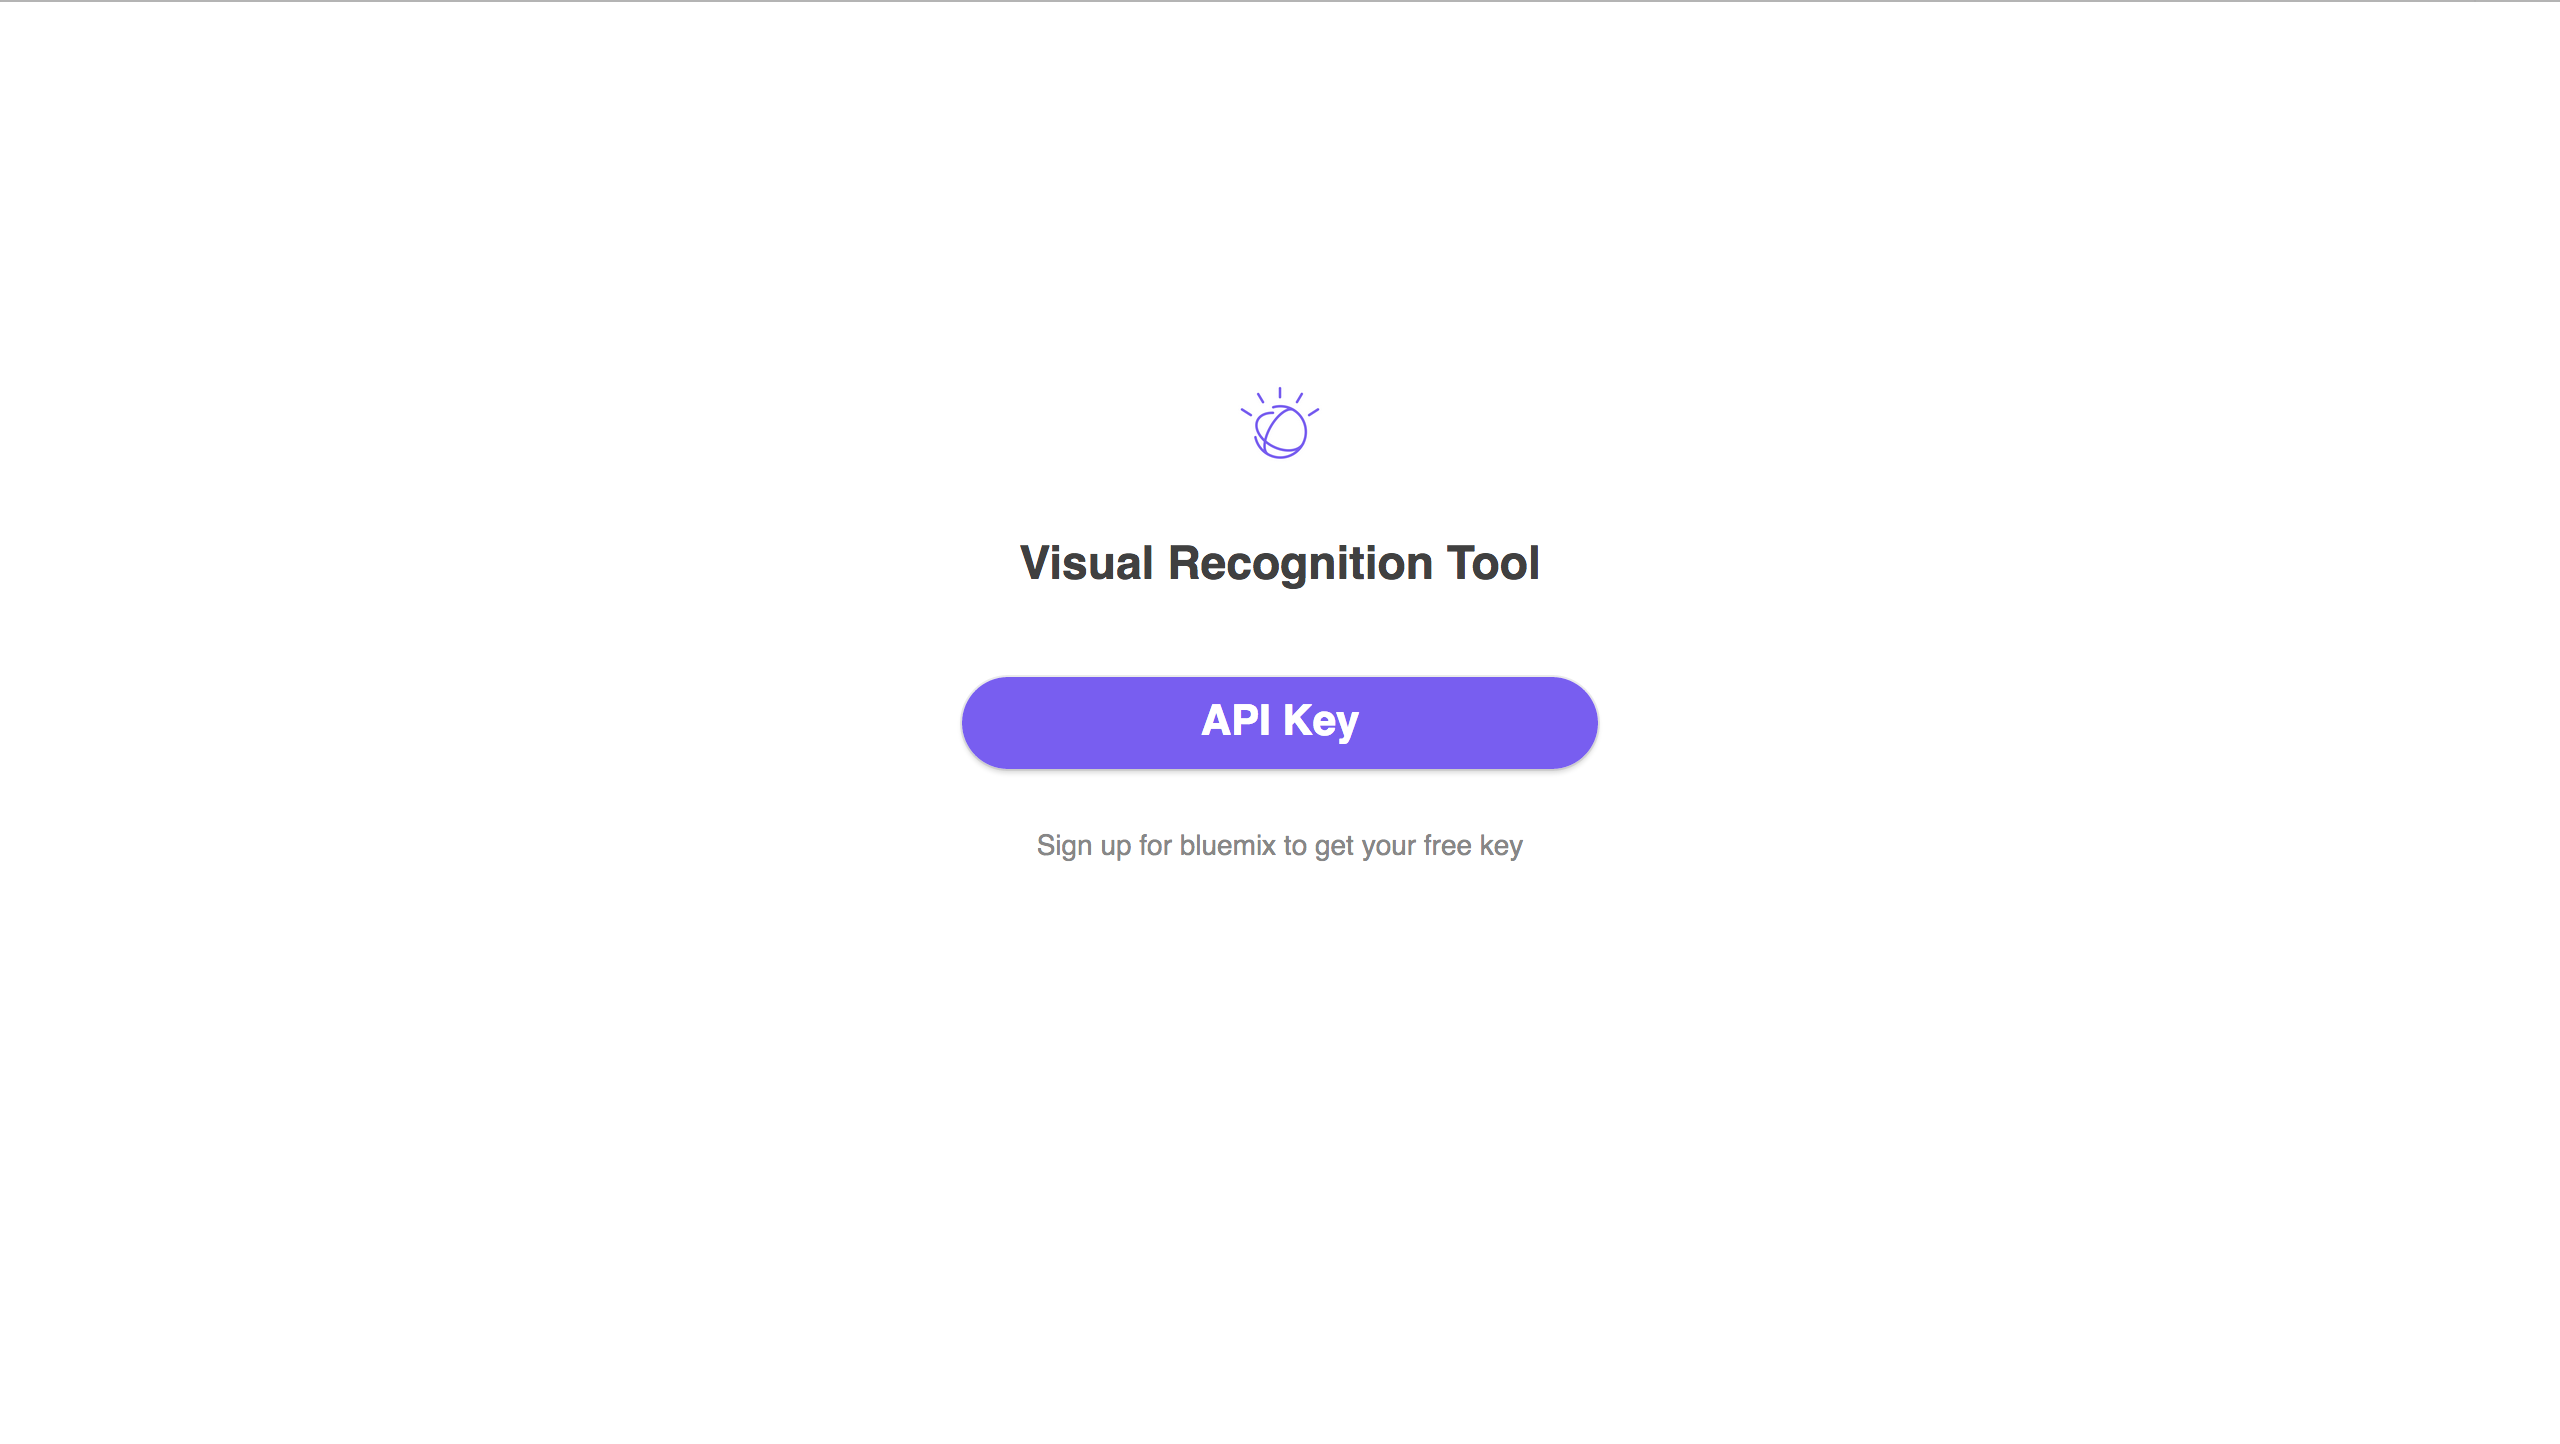 Visual Recognition Tool
API Key
Sign up for bluemix to get your free key